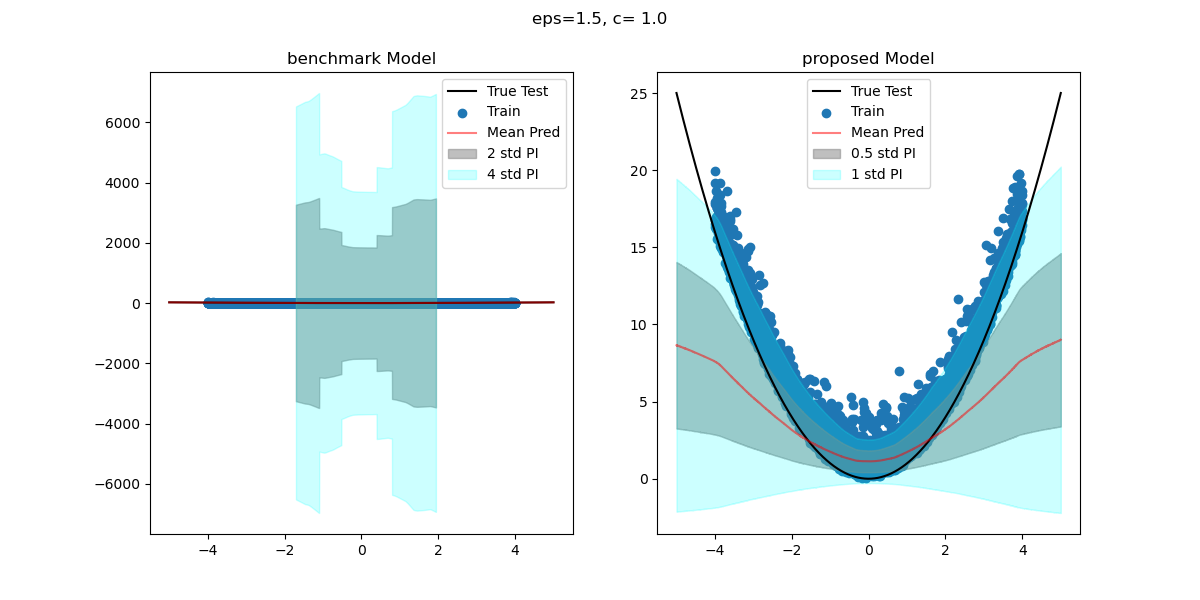 eps=1.5, c= 1.0
benchmark Model
True Test
Train
Mean Pred
2 std PI
4 std PI
6000
4000
2000
0
−2000
−4000
−6000
−4
−2
0
2
4
proposed Model
True Test
Train
Mean Pred
0.5 std PI
1 std PI
25
20
15
10
5
0
−4
−2
0
2
4